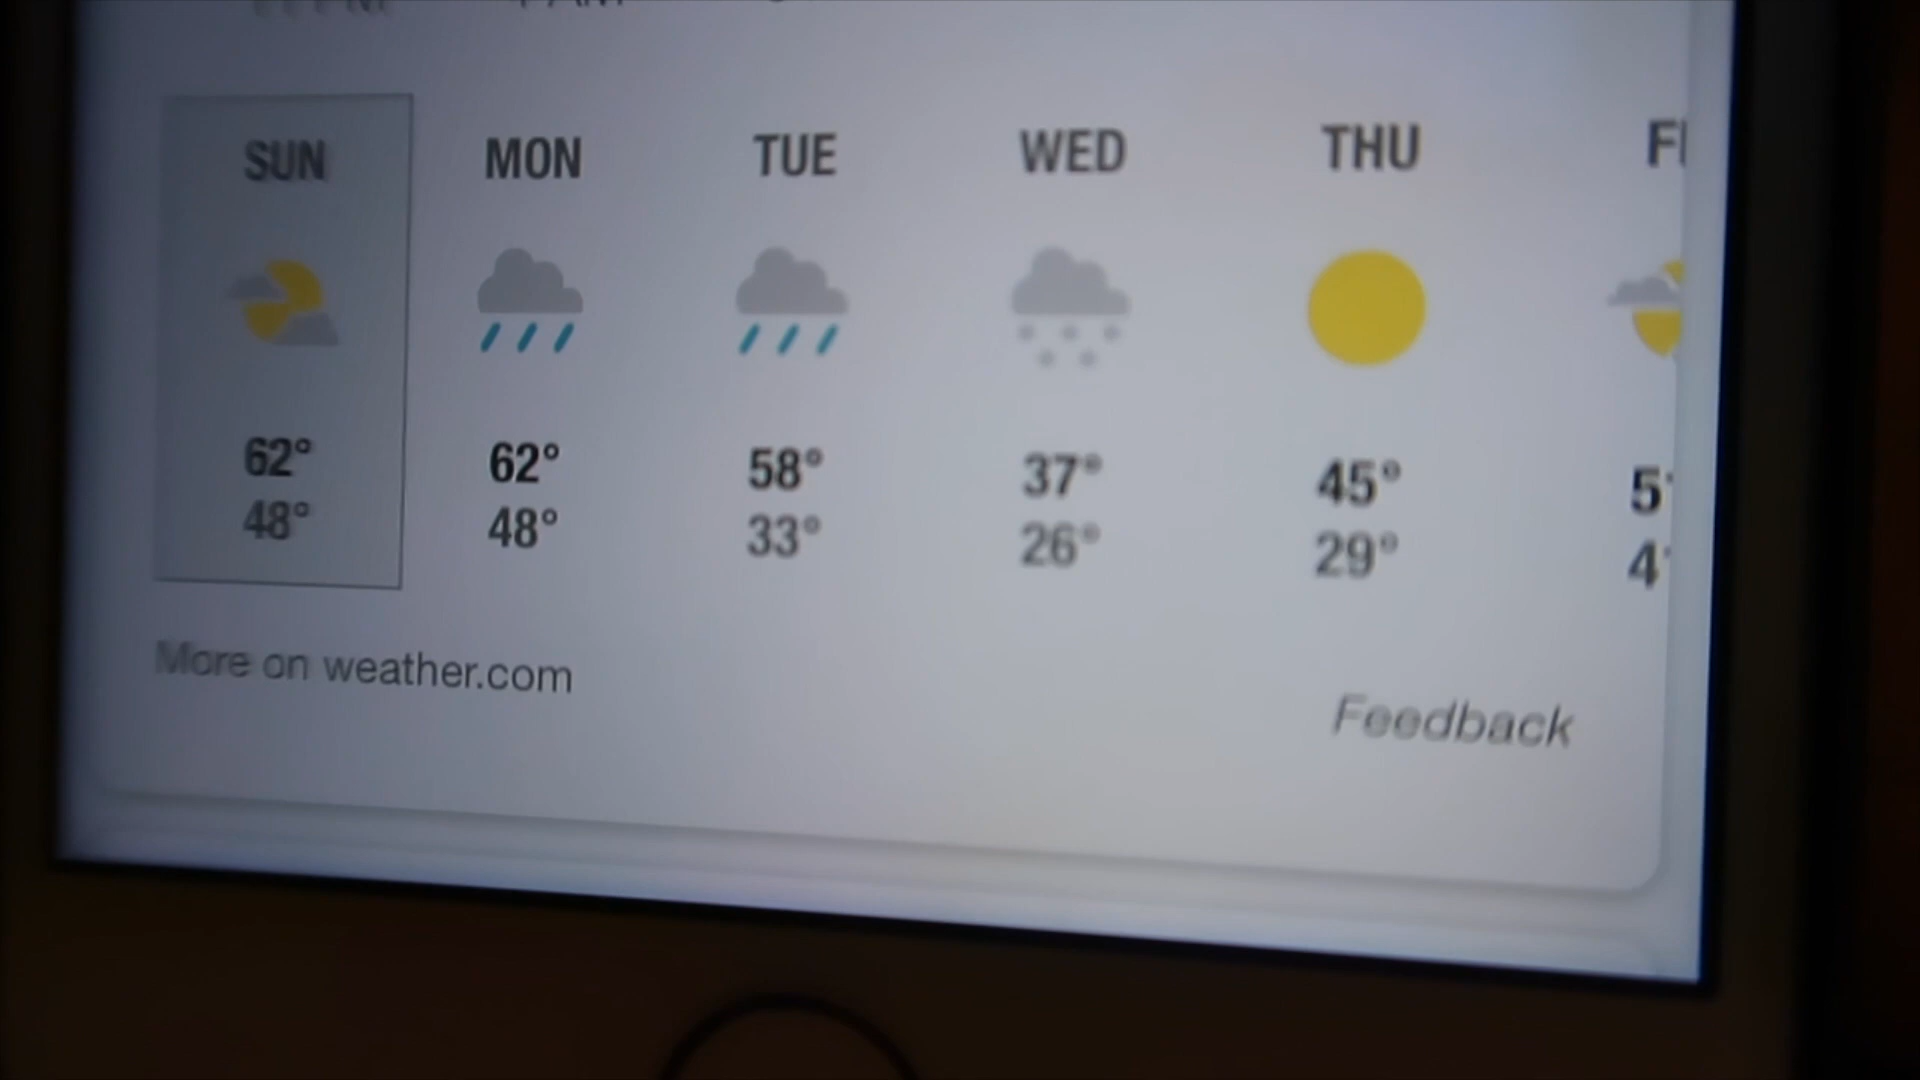 SUN MON TUE WED THU
62° 62° 58° 37° 45°
48° 48° 33° 26° 29°
More on weather.com
Feedback